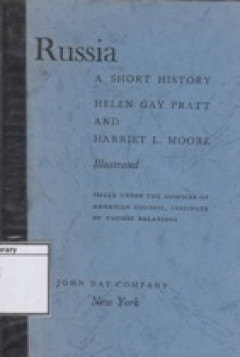 Russia
A SHORT HISTORY
HELEN GAY PRATT
AND
HARRIET L. MOORE
Illustrated
ISSUED UNDER THE AUSPICES OF
AMERICAN COUNCIL, INSTITUTE
OF PACIFIC RELATIONS
JOHN DAY COMPANY
New York